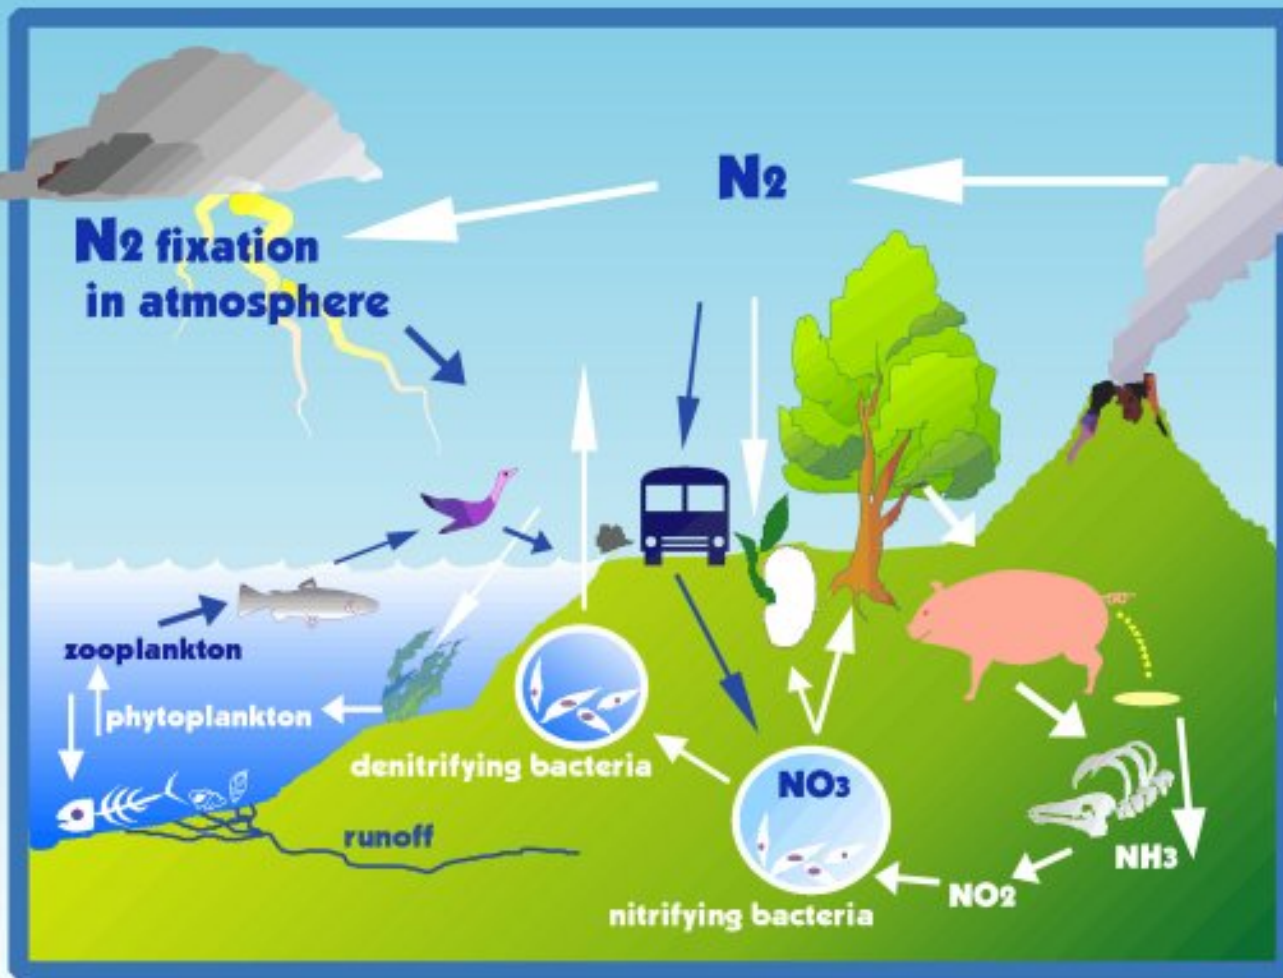 N2
N2 fixation
in atmosphere
zooplankton
phytoplankton
denitrifying bacteria
NO3
runoff
NH3
NO2
nitrifying bacteria